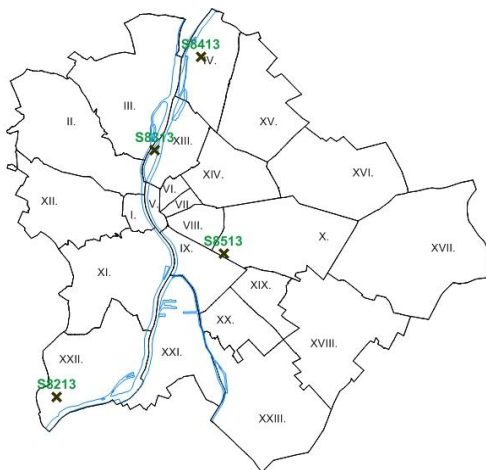 S8413
IV.
III.
XV.
II.
S8313
XIII.
XIV.
XVI.
VI.
XII.
I.
V.
VII.
VIII.
X.
S8513
IX.
XVII.
XI.
XIX.
XX.
XVIII.
XXII.
XXI.
S8213
XXIII.